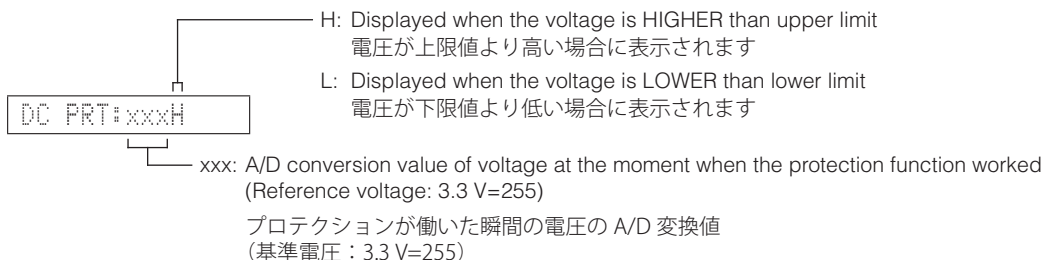 H: Displayed when the voltage is HIGHER than upper limit
電圧が上限値より高い場合に表示されます
L: Displayed when the voltage is LOWER than lower limit
電圧が下限値より低い場合に表示されます
DC PRT:xxxH
xxx: A/D conversion value of voltage at the moment when the protection function worked
(Reference voltage: 3.3 V=255)
プロテクションが働いた瞬間の電圧の A/D 変換値
（基準電圧：3.3 V=255）